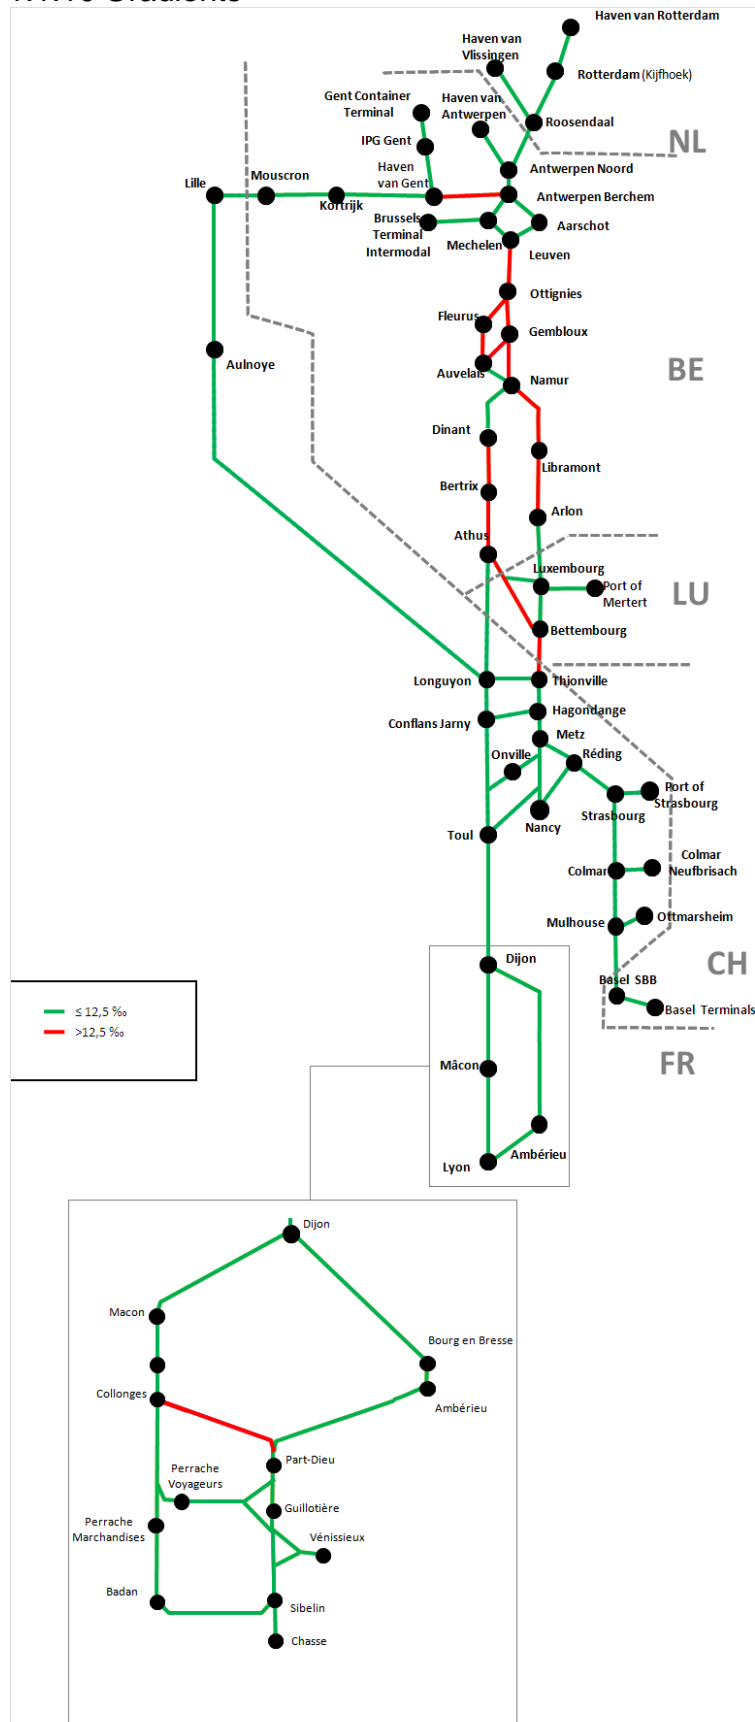 Haven van Rotterdam
Haven van
Vlissingen
Rotterdam (Kijfhoek)
Gent Container
Terminal
Haven van
Antwerpen
Roosendaal
NL
IPG Gent
Haven
van Gent
Antwerpen Noord
Lille
Mouscron
Kortrijk
Antwerpen Berchem
Brussels
Terminal
Intermodal
Aarschot
Mechelen
Leuven
Ottignies
Fleurus
Gembloux
Aulnoye
BE
Auvelais
Namur
Dinant
Libramont
Bertrix
Arlon
Athus
Luxembourg
Port of
Mertert
LU
Bettembourg
Longuyon
Thionville
Hagondange
Conflans Jarny
Metz
Onville
Réding
Port of
Strasbourg
Strasbourg
Nancy
Toul
Colmar
Colmar
Neufbrisach
Mulhouse
Ottmarsheim
Dijon
CH
Basel SBB
Basel Terminals
≤ 12,5 ‰
>12,5 ‰
FR
Mâcon
Ambérieu
Lyon
Dijon
Macon
Bourg en Bresse
Collonges
Ambérieu
Part-Dieu
Perrache
Voyageurs
Guillotière
Perrache
Marchandises
Vénissieux
Badan
Sibelin
Chasse